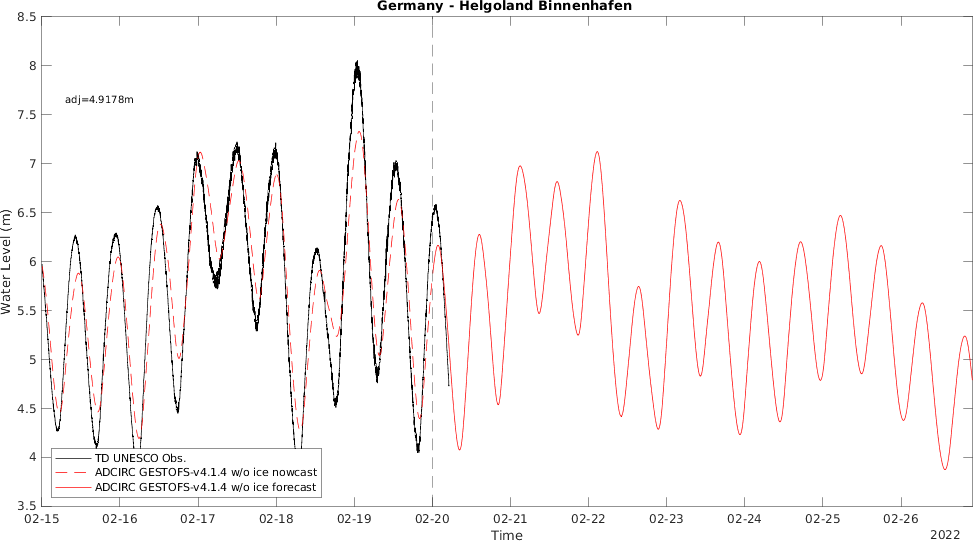 Germany - Helgoland Binnenhafen
8.5
8
7.5
7
6.5
6
5.5
5
4.5
4
3.5
Water Level (m)
adj=4.9178m
TD UNESCO Obs.
ADCIRC GESTOFS-v4.1.4 w/o ice nowcast
ADCIRC GESTOFS-v4.1.4 w/o ice forecast
02-15 02-16 02-17 02-18 02-19 02-20 02-21 02-22 02-23 02-24 02-25 02-26
Time
2022